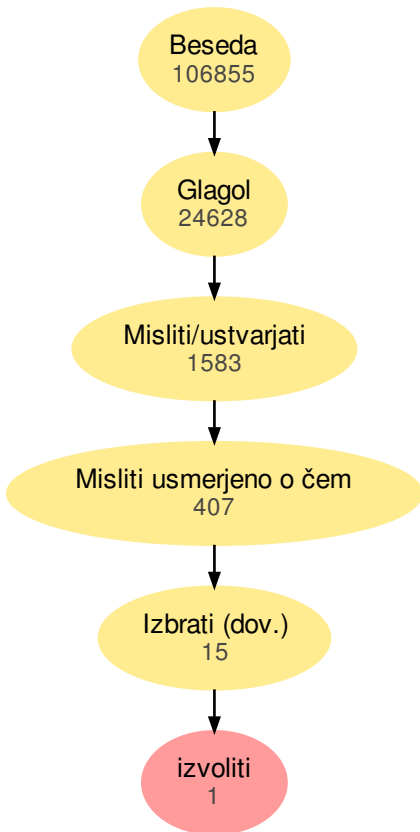 Beseda
106855
Glagol
24628
Misliti/ustvarjati
1583
Misliti usmerjeno o čem
407
Izbrati (dov.)
15
izvoliti
1